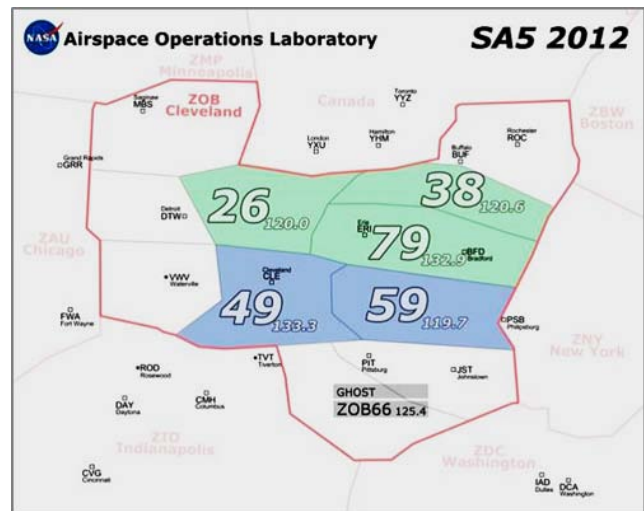 NASA Airspace Operations Laboratory
SA5 2012
ZMP
Minneapolis
Toronto
YYZ
Saginaw
MBS
ZOB
Cleveland
Canada
ZBW
Boston
London
YXU
Hamilton
YHM
Buffalo
BUF
Rochester
ROC
Grand Rapids
GRR
26
120.0
38
120.6
Detroit
DTW
Erie
ERI
79
132.9
BFD
Bradford
ZAU
Chicago
VWV
Waterville
Cleveland
CLE
49
133.3
59
119.7
FWA
Fort Wayne
PSB
Philipsburg
ZNY
New York
TVT
Tiverton
PIT
Pittsburg
JST
Johnstown
ROD
Rosewood
GHOST
ZOB66 125.4
DAY
Daytona
CMH
Columbus
ZID
Indianapolis
ZDC
Washington
CVG
Cincinnati
IAD
Dulles
DCA
Washington